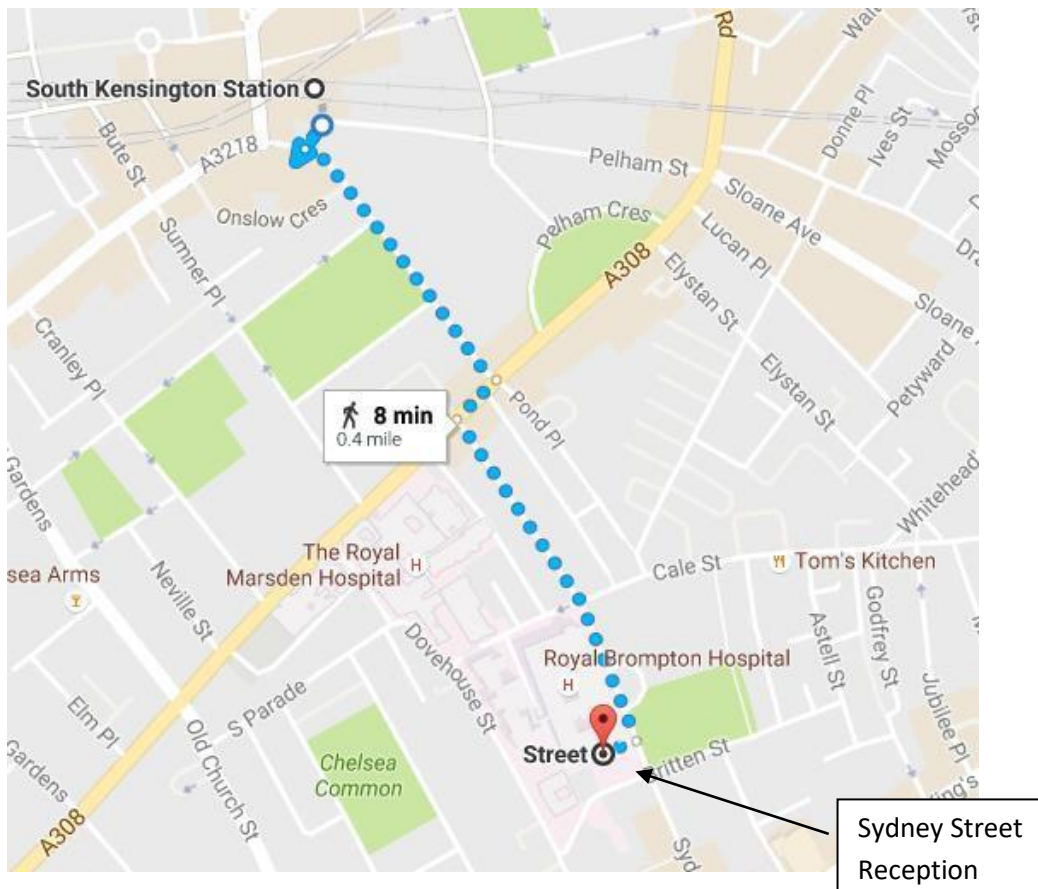 South Kensington Station
Rd
Donne Pl
Ives St
Bute St
A3218
Pelham St
Sloane Ave
Onslow Cres
Pelham Cres
Sumner Pl
Lucan Pl
A308
Elystan St
Sloane
Cranley Pl
Elystan St
Petyward
8 min
0.4 mile
Pond Pl
Gardens
Whitehead'
The Royal
Marsden Hospital
H
Cale St
Tom's Kitchen
sea Arms
Neville St
Dovehouse St
Royal Brompton Hospital
H
Astell St
Godfrey St
Jubilee Pl
S Parade
Elm Pl
Old Church St
Chelsea
Common
Street
ritten St
Gardens
A308
Syd
ng's
Sydney Street
Reception